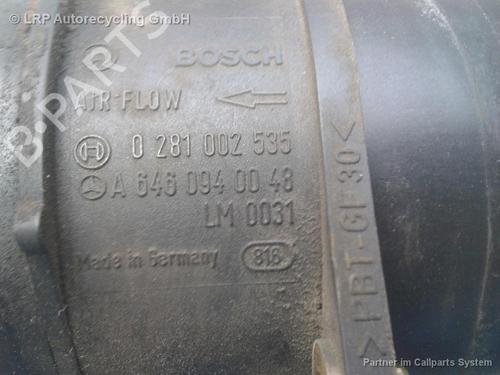 LRP Autorecycling GmbH
BOSCH
AIR FLOW
0 281 002 535
A 646 094 00 48
LM 0031
Made in Germany
816
>PBT-GF30<
Partner im Callparts System